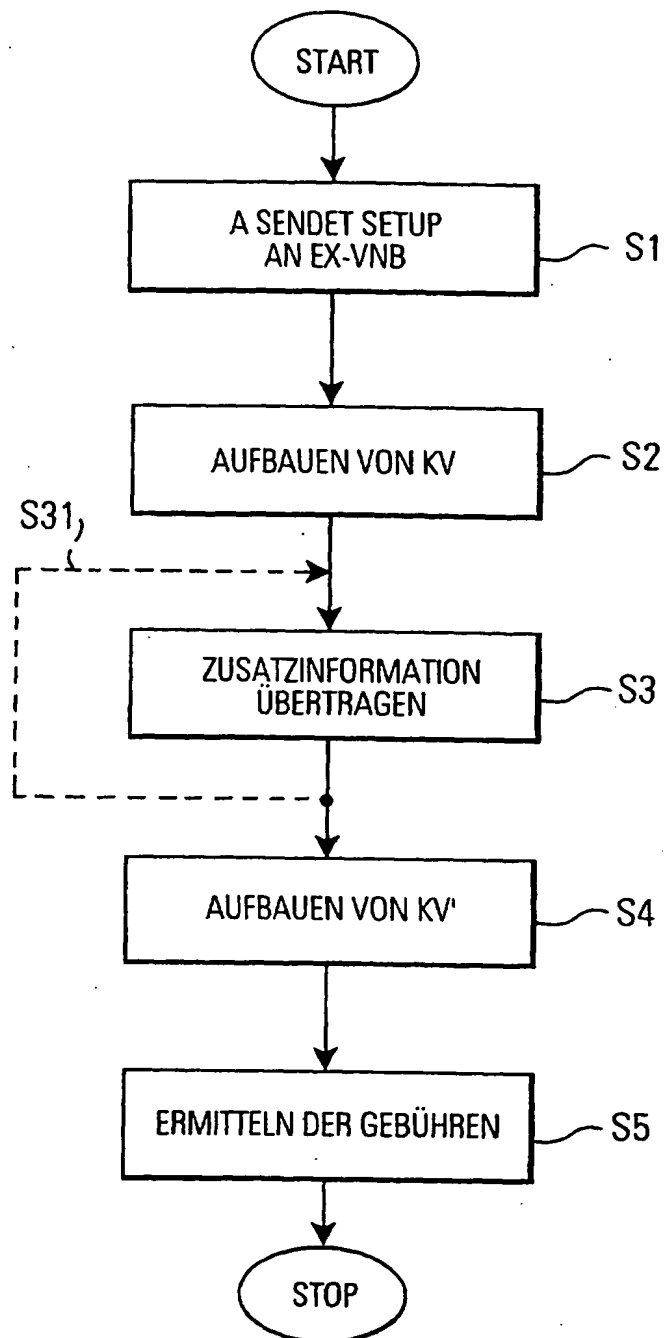 START
A SENDET SETUP
AN EX-VNB
S1
AUFBAUEN VON KV
S2
S31
ZUSATZINFORMATION
ÜBERTRAGEN
S3
AUFBAUEN VON KV'
S4
ERMITTELN DER GEBÜHREN
S5
STOP